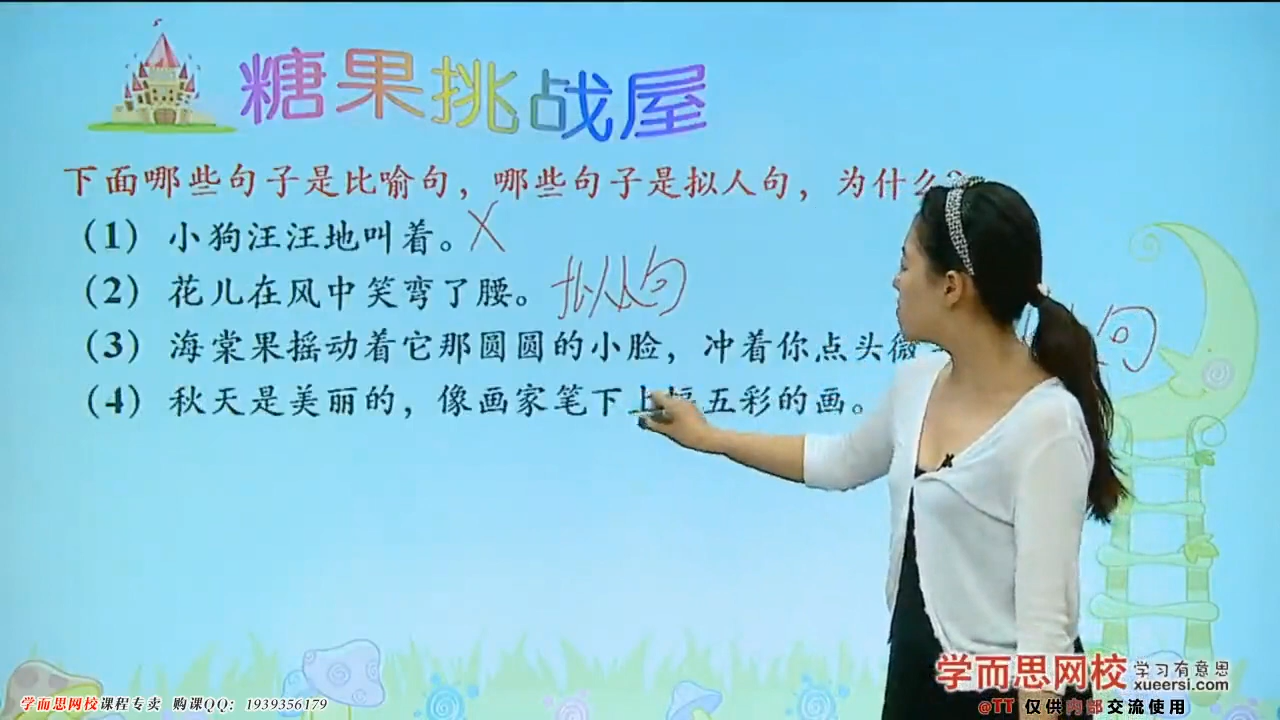 糖果挑战屋
下面哪些句子是比喻句，哪些句子是拟人句，为什么？
（1）小狗汪汪地叫着。X
（2）花儿在风中笑弯了腰。拟人句
（3）海棠果摇动着它那圆圆的小脸，冲着你点头微 句
（4）秋天是美丽的，像画家笔下 五彩的画。
学而思网校 学习有意思
xueersi.com
学而思网校课程专卖 购课QQ：1939356179
@TT 仅供内部交流使用